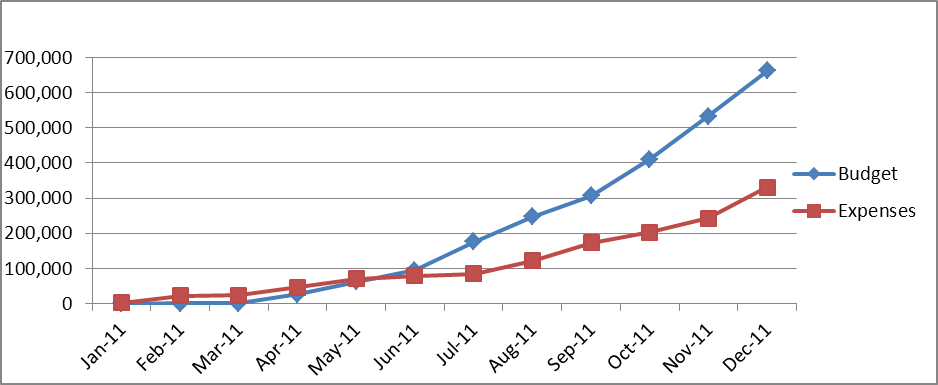 700,000
600,000
500,000
400,000
300,000
200,000
100,000
0
Jan-11 Feb-11 Mar-11 Apr-11 May-11 Jun-11 Jul-11 Aug-11 Sep-11 Oct-11 Nov-11 Dec-11
Budget
Expenses